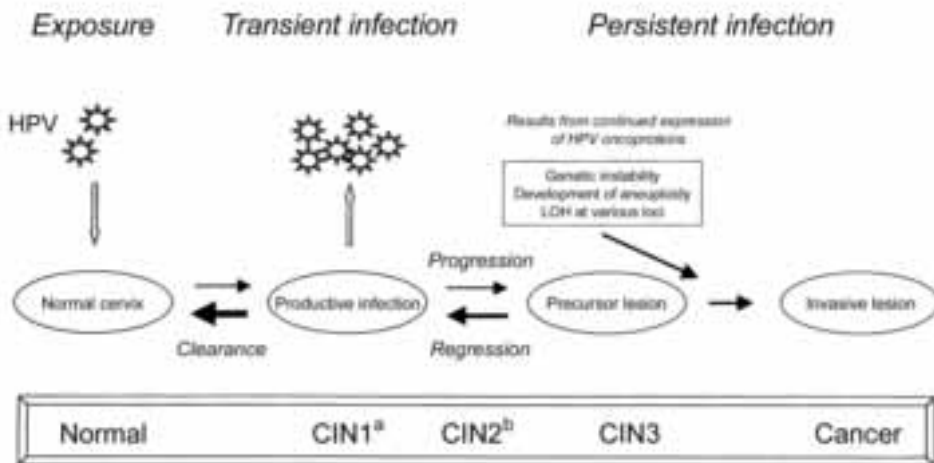 Exposure Transient infection Persistent infection
HPV
Results from continued expression
of HPV oncoproteins
Genetic instability
Development of aneuploidy
LOH at various loci
Progression
Normal cervix Productive infection Precursor lesion Invasive lesion
Clearance Regression
Normal CIN1ᵃ CIN2ᵇ CIN3 Cancer